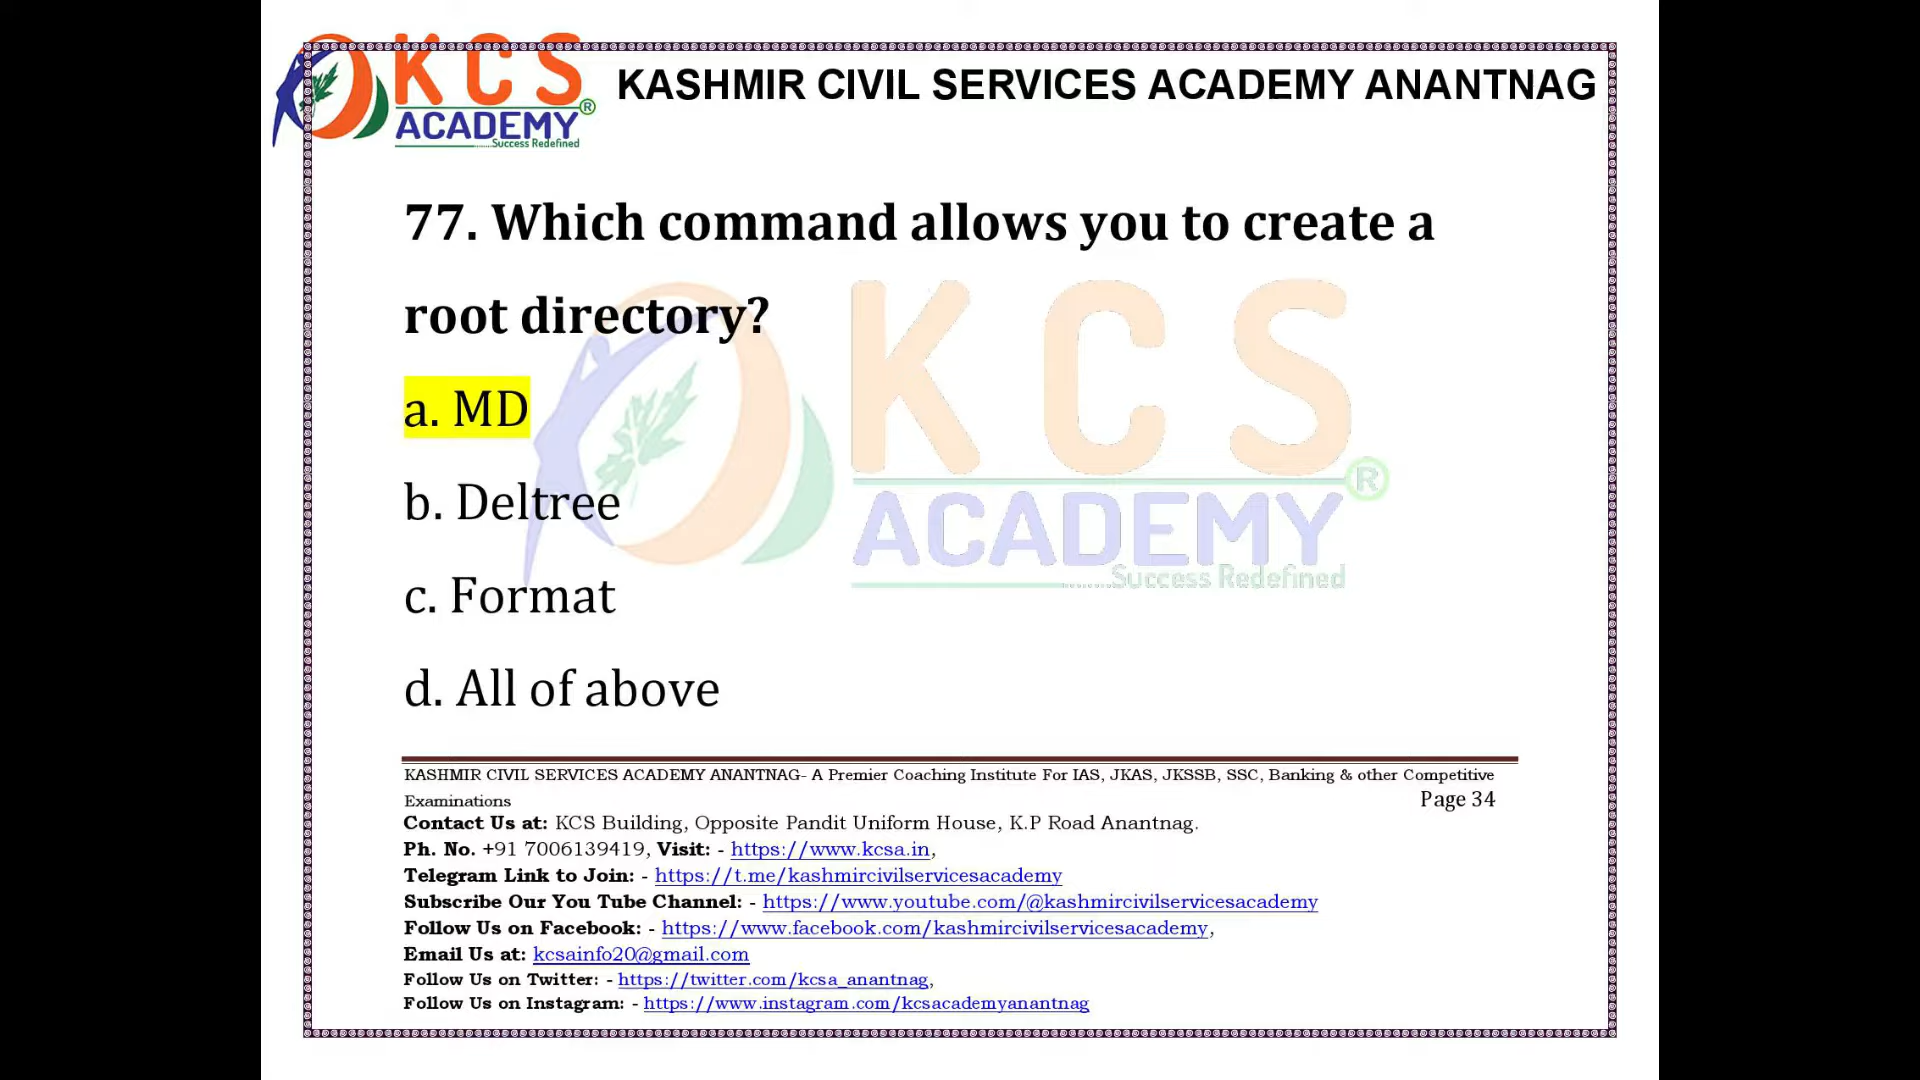 KCS
ACADEMY®
........Success Redefined
KASHMIR CIVIL SERVICES ACADEMY ANANTNAG
77. Which command allows you to create a
root directory?
a. MD
b. Deltree
c. Format
d. All of above
KCS
ACADEMY®
........Success Redefined
KASHMIR CIVIL SERVICES ACADEMY ANANTNAG- A Premier Coaching Institute For IAS, JKAS, JKSSB, SSC, Banking & other Competitive
Examinations Page 34
Contact Us at: KCS Building, Opposite Pandit Uniform House, K.P Road Anantnag.
Ph. No. +91 7006139419, Visit: - https://www.kcsa.in,
Telegram Link to Join: - https://t.me/kashmircivilservicesacademy
Subscribe Our You Tube Channel: - https://www.youtube.com/@kashmircivilservicesacademy
Follow Us on Facebook: - https://www.facebook.com/kashmircivilservicesacademy,
Email Us at: kcsainfo20@gmail.com
Follow Us on Twitter: - https://twitter.com/kcsa_anantnag,
Follow Us on Instagram: - https://www.instagram.com/kcsacademyanantnag